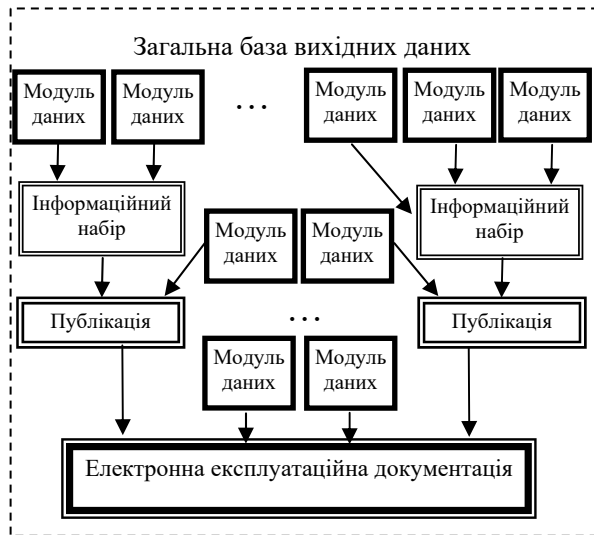 Загальна база вихідних даних
Модуль
даних
Модуль
даних
...
Модуль
даних
Модуль
даних
Модуль
даних
Інформаційний
набір
Інформаційний
набір
Модуль
даних
Модуль
даних
Публікація
Публікація
...
Модуль
даних
Модуль
даних
Електронна експлуатаційна документація